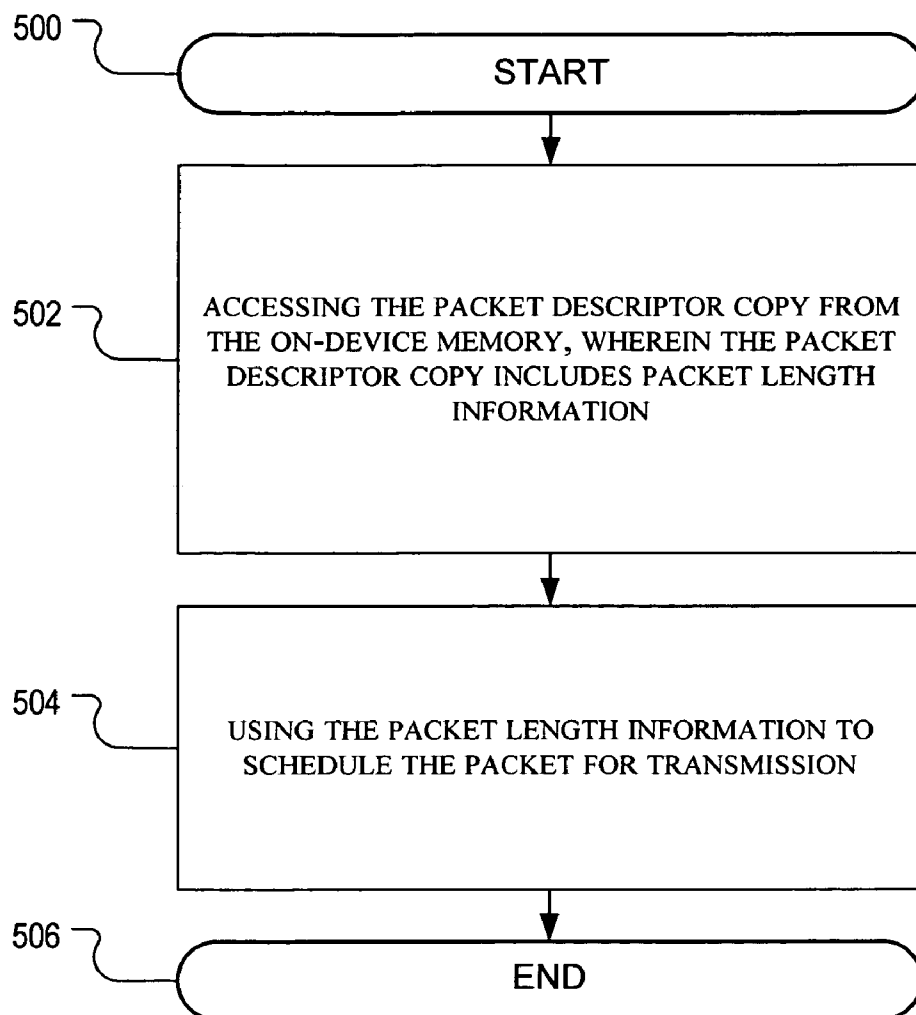 500
START
502
ACCESSING THE PACKET DESCRIPTOR COPY FROM
THE ON-DEVICE MEMORY, WHEREIN THE PACKET
DESCRIPTOR COPY INCLUDES PACKET LENGTH
INFORMATION
504
USING THE PACKET LENGTH INFORMATION TO
SCHEDULE THE PACKET FOR TRANSMISSION
506
END